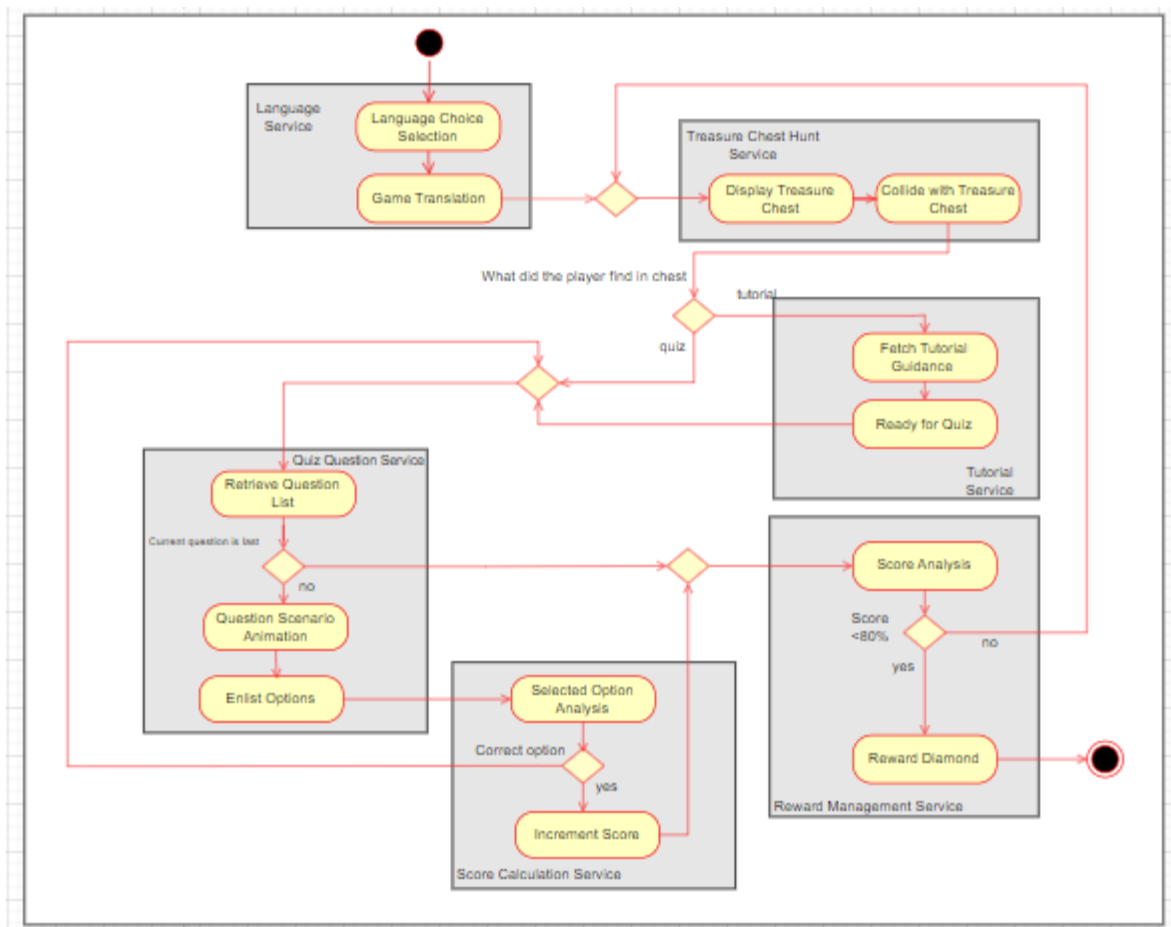 Language
Service
Language Choice
Selection
Game Translation
Treasure Chest Hunt
Service
Display Treasure
Chest
Collide with Treasure
Chest
What did the player find in chest
tutorial
quiz
Fetch Tutorial
Guidance
Ready for Quiz
Tutorial
Service
Quiz Question Service
Retrieve Question
List
Current question is last
no
Question Scenario
Animation
Enlist Options
Selected Option
Analysis
Correct option
yes
Increment Score
Score Calculation Service
Score Analysis
Score
<80%
no
yes
Reward Diamond
Reward Management Service